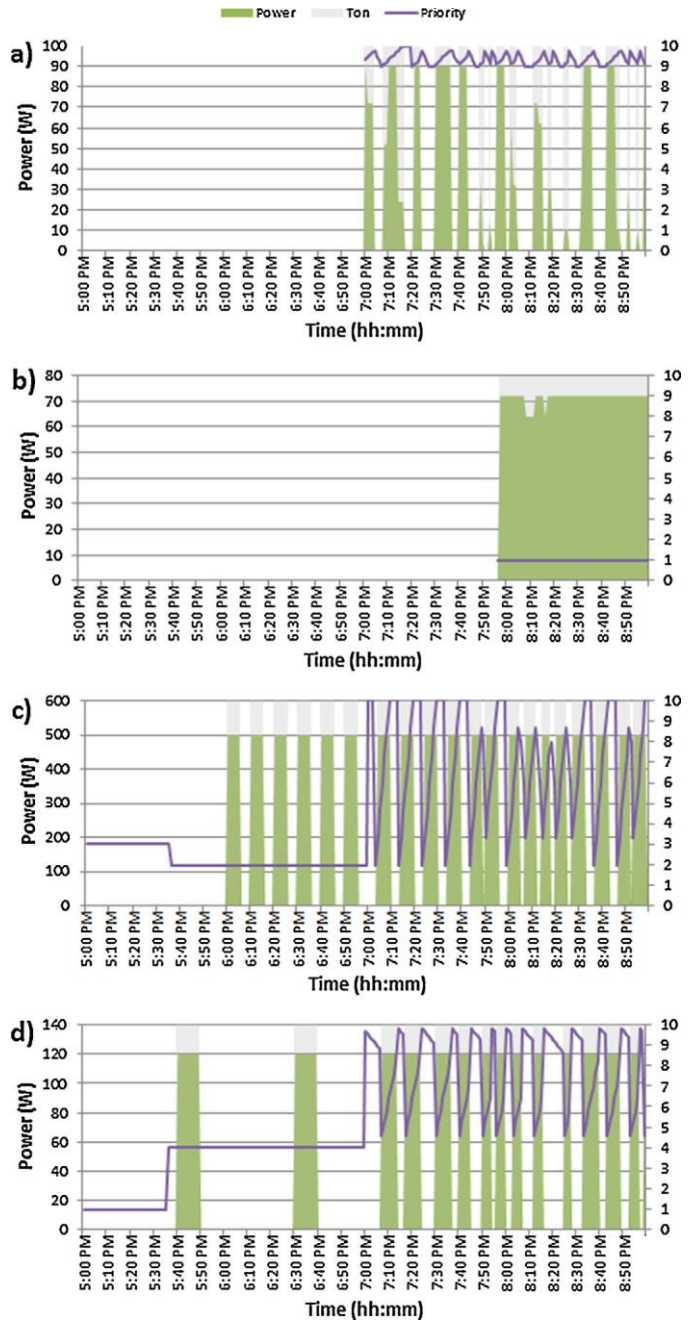 Power Ton Priority
a)
100 10
90 9
80 8
70 7
60 6
50 5
40 4
30 3
20 2
10 1
0 0
Power (W)
5:00 PM 5:10 PM 5:20 PM 5:30 PM 5:40 PM 5:50 PM 6:00 PM 6:10 PM 6:20 PM 6:30 PM 6:40 PM 6:50 PM 7:00 PM 7:10 PM 7:20 PM 7:30 PM 7:40 PM 7:50 PM 8:00 PM 8:10 PM 8:20 PM 8:30 PM 8:40 PM 8:50 PM
Time (hh:mm)
b)
80 10
70 9
60 8
50 7
40 6
30 5
20 4
10 3
0 2
1
0
Power (W)
5:00 PM 5:10 PM 5:20 PM 5:30 PM 5:40 PM 5:50 PM 6:00 PM 6:10 PM 6:20 PM 6:30 PM 6:40 PM 6:50 PM 7:00 PM 7:10 PM 7:20 PM 7:30 PM 7:40 PM 7:50 PM 8:00 PM 8:10 PM 8:20 PM 8:30 PM 8:40 PM 8:50 PM
Time (hh:mm)
c)
600 10
500 9
400 8
300 7
200 6
100 5
0 4
3
2
1
0
Power (W)
5:00 PM 5:10 PM 5:20 PM 5:30 PM 5:40 PM 5:50 PM 6:00 PM 6:10 PM 6:20 PM 6:30 PM 6:40 PM 6:50 PM 7:00 PM 7:10 PM 7:20 PM 7:30 PM 7:40 PM 7:50 PM 8:00 PM 8:10 PM 8:20 PM 8:30 PM 8:40 PM 8:50 PM
Time (hh:mm)
d)
140 10
120 9
100 8
80 7
60 6
40 5
20 4
0 3
2
1
0
Power (W)
5:00 PM 5:10 PM 5:20 PM 5:30 PM 5:40 PM 5:50 PM 6:00 PM 6:10 PM 6:20 PM 6:30 PM 6:40 PM 6:50 PM 7:00 PM 7:10 PM 7:20 PM 7:30 PM 7:40 PM 7:50 PM 8:00 PM 8:10 PM 8:20 PM 8:30 PM 8:40 PM 8:50 PM
Time (hh:mm)